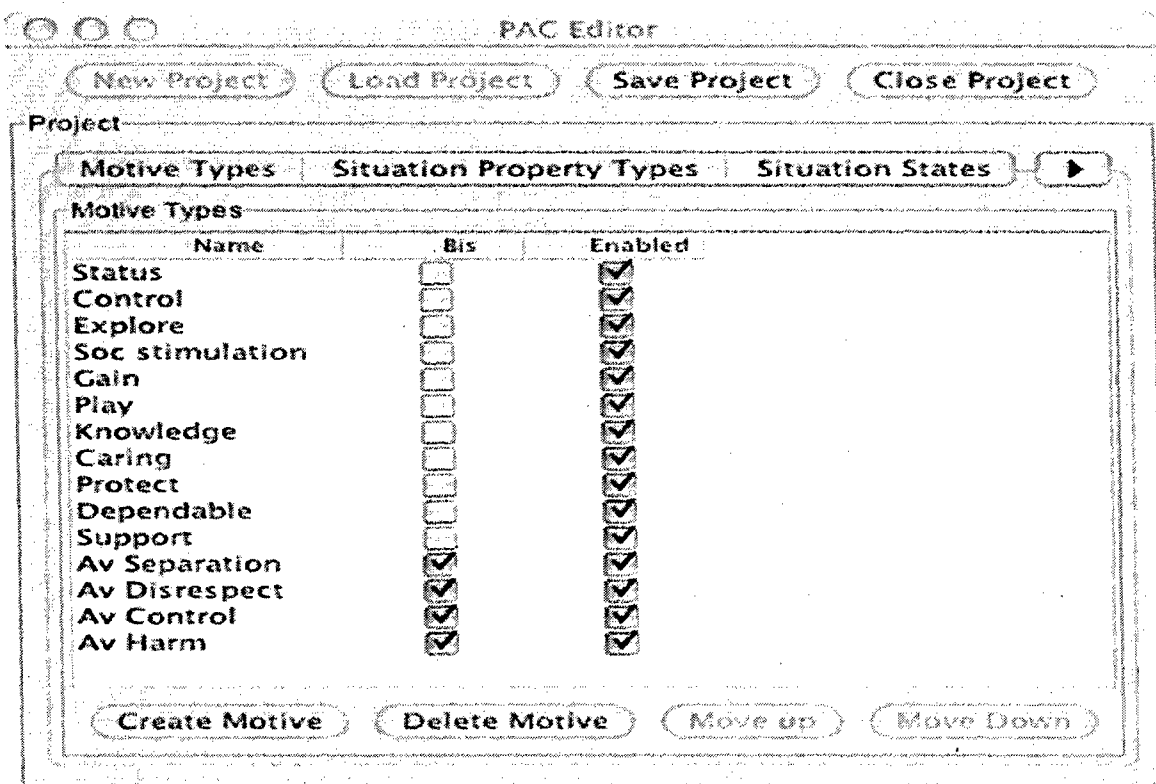 PAC Editor
New Project Load Project Save Project Close Project
Project
Motive Types Situation Property Types Situation States
Motive Types
Name Bis Enabled
Status
Control
Explore
Soc stimulation
Gain
Play
Knowledge
Caring
Protect
Dependable
Support
Av Separation
Av Disrespect
Av Control
Av Harm
Create Motive Delete Motive Move up Move Down